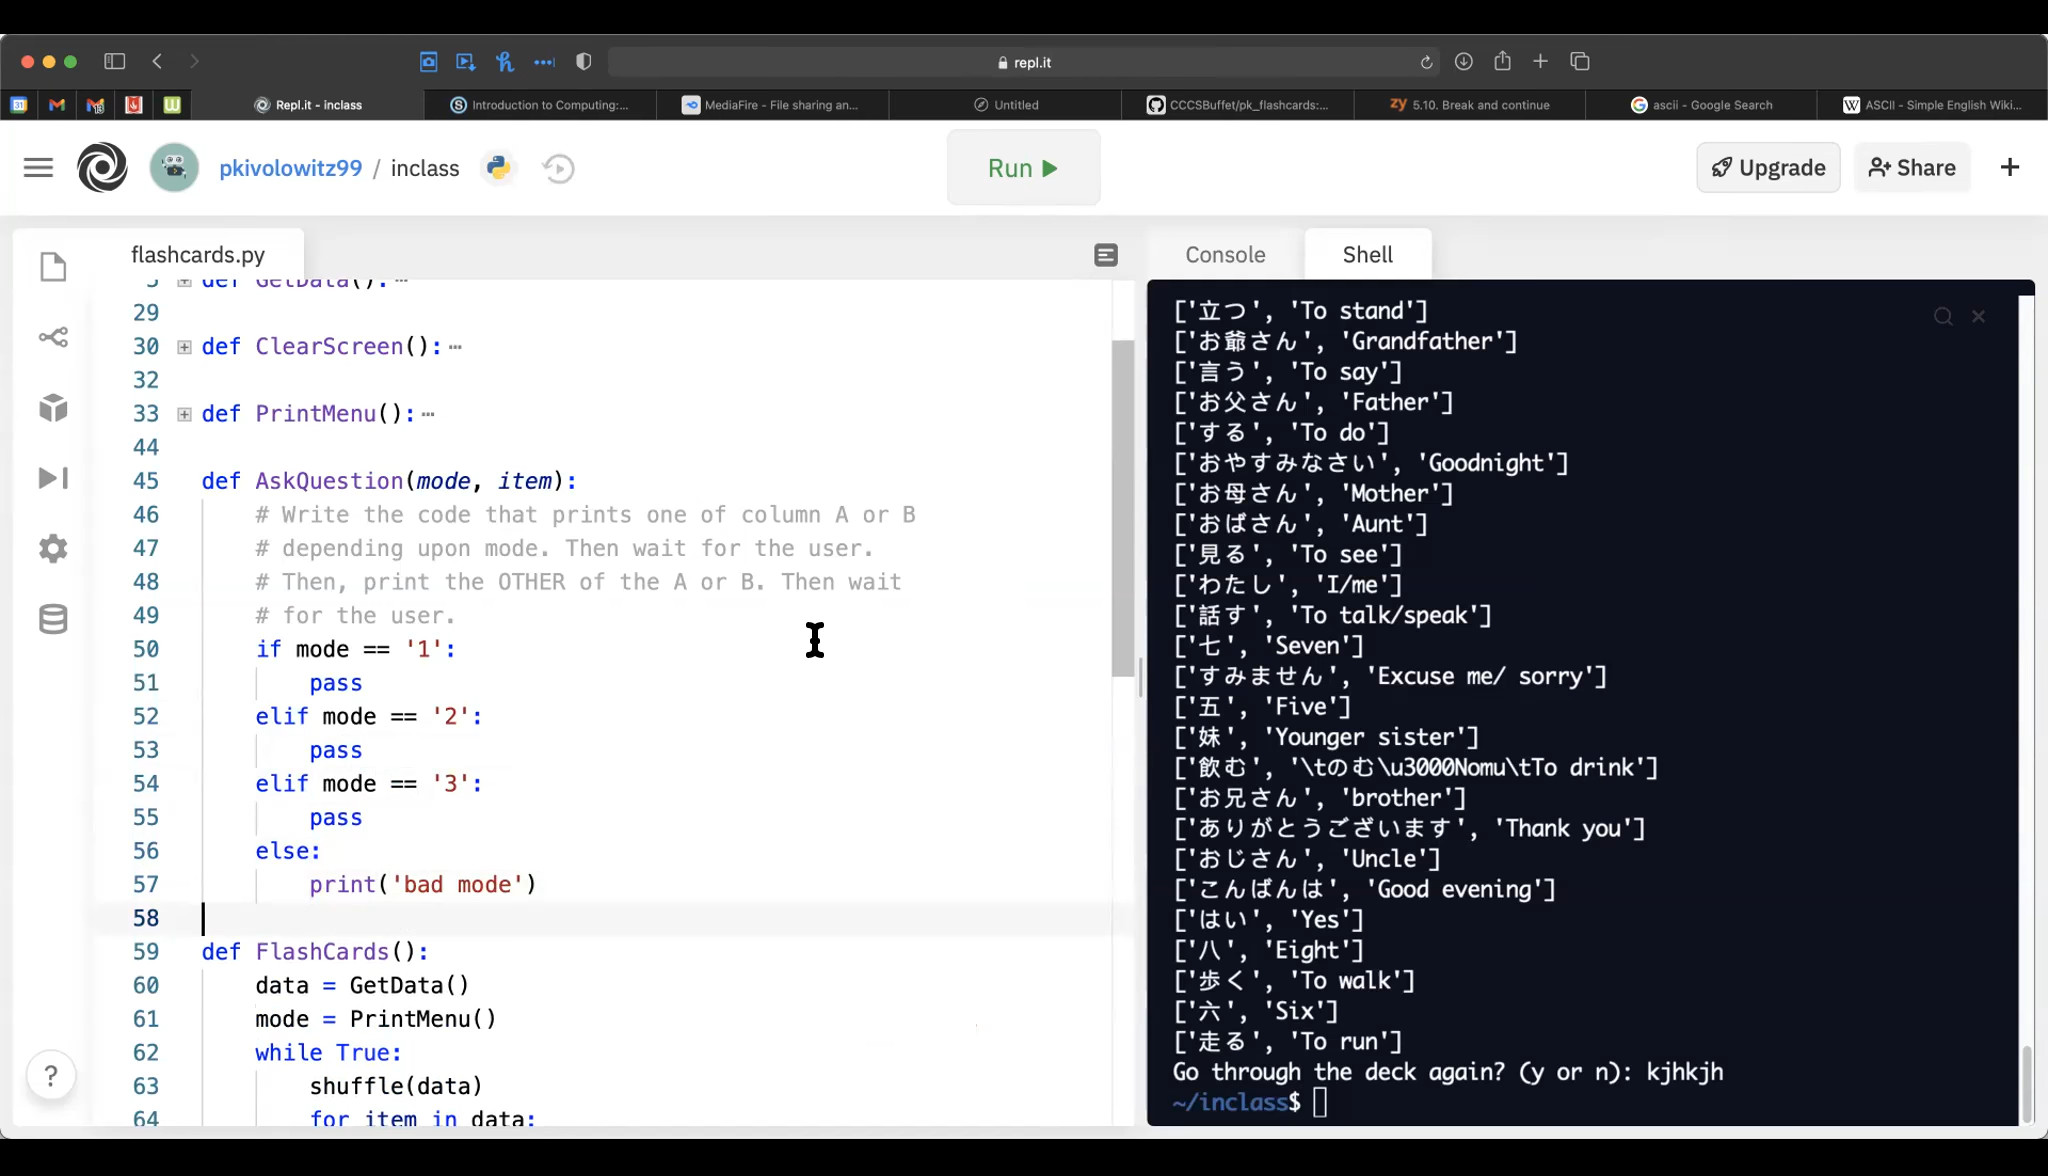 repl.it
Repl.it - inclass
Introduction to Computing:...
MediaFire - File sharing an...
Untitled
CCCSBuffet/pk_flashcards:...
5.10. Break and continue
ascii - Google Search
ASCII - Simple English Wiki...
pkivolowitz99 / inclass
Run
Upgrade
Share
flashcards.py
5 def GetData():
29
30 def ClearScreen():
32
33 def PrintMenu():
44
45 def AskQuestion(mode, item):
46 # Write the code that prints one of column A or B
47 # depending upon mode. Then wait for the user.
48 # Then, print the OTHER of the A or B. Then wait
49 # for the user.
50 if mode == '1':
51 pass
52 elif mode == '2':
53 pass
54 elif mode == '3':
55 pass
56 else:
57 print('bad mode')
58
59 def FlashCards():
60 data = GetData()
61 mode = PrintMenu()
62 while True:
63 shuffle(data)
64 for item in data:
Console
Shell
['立つ', 'To stand']
['お爺さん', 'Grandfather']
['言う', 'To say']
['お父さん', 'Father']
['する', 'To do']
['おやすみなさい', 'Goodnight']
['お母さん', 'Mother']
['おばさん', 'Aunt']
['見る', 'To see']
['わたし', 'I/me']
['話す', 'To talk/speak']
['七', 'Seven']
['すみません', 'Excuse me/ sorry']
['五', 'Five']
['妹', 'Younger sister']
['飲む', '\tのむ\u3000Nomu\tTo drink']
['お兄さん', 'brother']
['ありがとうございます', 'Thank you']
['おじさん', 'Uncle']
['こんばんは', 'Good evening']
['はい', 'Yes']
['八', 'Eight']
['歩く', 'To walk']
['六', 'Six']
['走る', 'To run']
Go through the deck again? (y or n): kjhkjh
~/inclass$